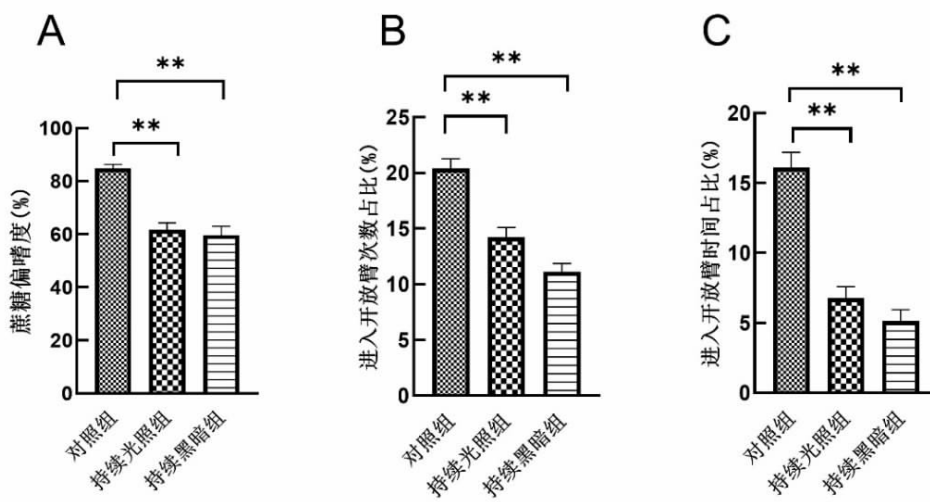 A
**
**
蔗糖偏嗜度(%)
100
80
60
40
20
0
对照组
持续光照组
持续黑暗组
B
**
**
进入开放臂次数占比(%)
25
20
15
10
5
0
对照组
持续光照组
持续黑暗组
C
**
**
进入开放臂时间占比(%)
20
15
10
5
0
对照组
持续光照组
持续黑暗组